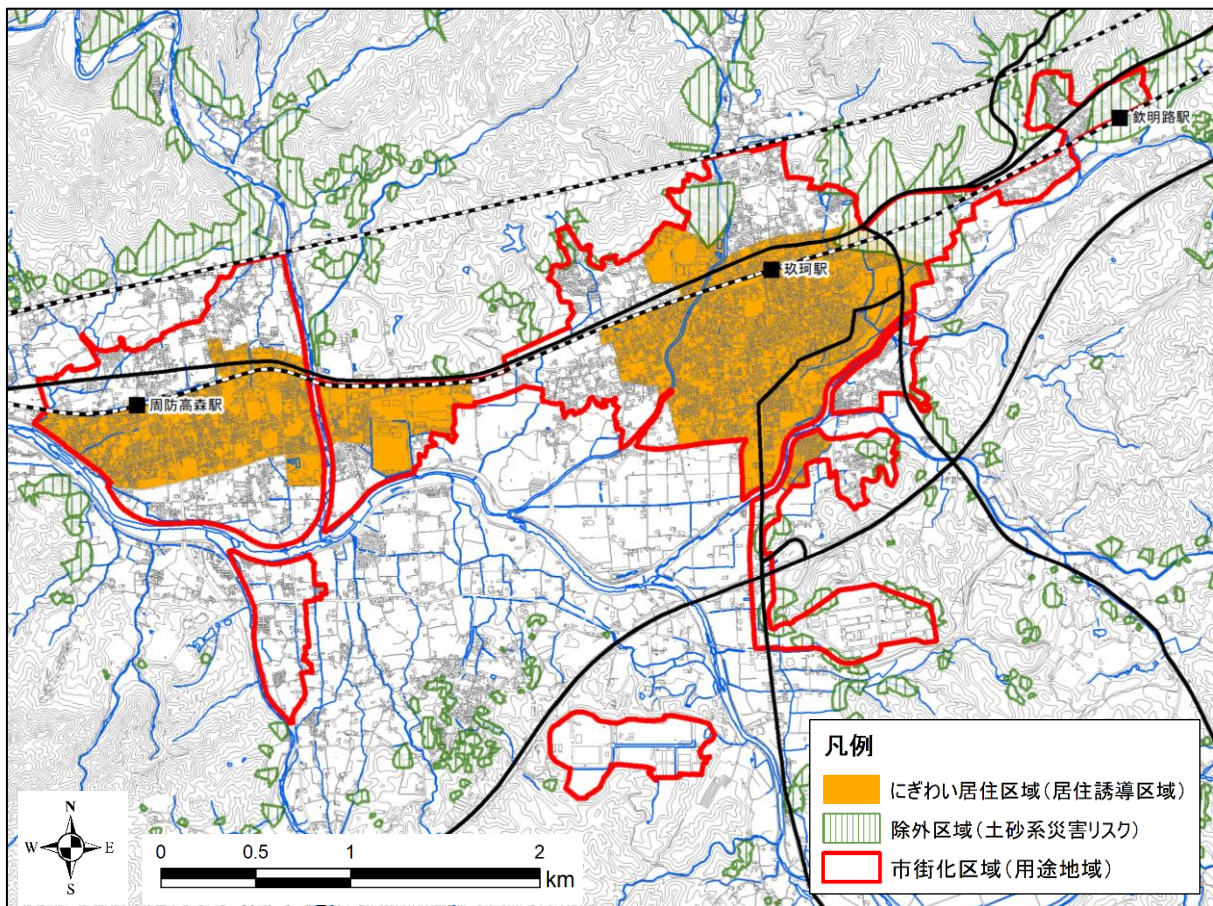 欽明路駅
玖珂駅
周防高森駅
凡例
にぎわい居住区域(居住誘導区域)
除外区域(土砂系災害リスク)
市街化区域(用途地域)
N
W E
S
0 0.5 1 2
km